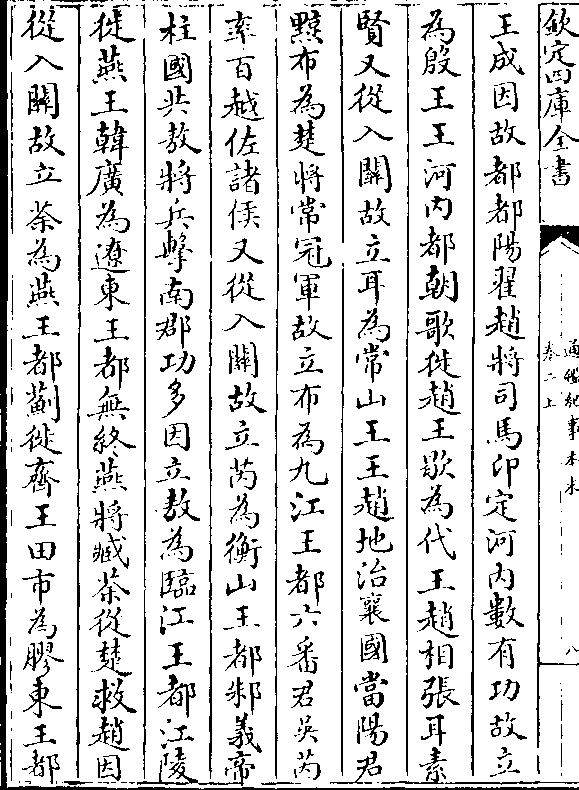 欽定四庫全書
通鑑紀事本末
卷二上
八
王成因故都都陽翟趙將司馬卬定河内數有功故立
為殷王王河内都朝歌徙趙王歇為代王趙相張耳素
賢又從入關故立耳為常山王王趙地治襄國當陽君
黥布為楚將常冠軍故立布為九江王都六番君吳芮
率百越佐諸侯又從入關故立芮為衡山王都邾義帝
柱國共敖將兵擊南郡功多因立敖為臨江王都江陵
徙燕王韓廣為遼東王都無終燕將臧荼從楚救趙因
從入關故立荼為燕王都薊徙齊王田市為膠東王都